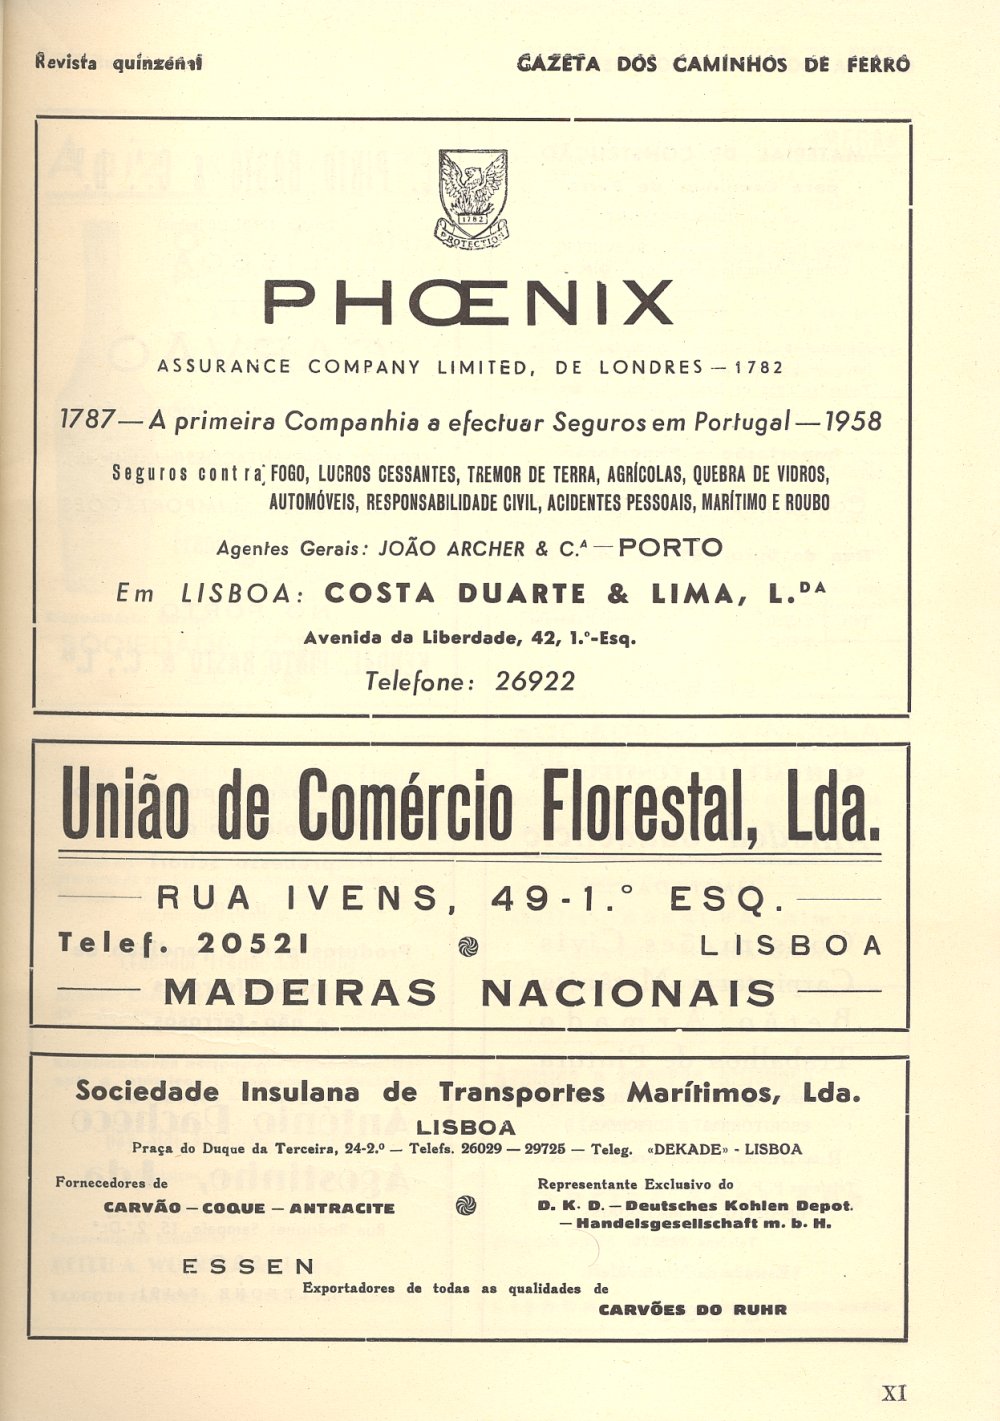 Revista quinzenal GAZETA DOS CAMINHOS DE FERRO
1782
PROTECTION
PHŒNIX
ASSURANCE COMPANY LIMITED, DE LONDRES — 1782
1787 — A primeira Companhia a efectuar Seguros em Portugal — 1958
Seguros contra: FOGO, LUCROS CESSANTES, TREMOR DE TERRA, AGRÍCOLAS, QUEBRA DE VIDROS,
AUTOMÓVEIS, RESPONSABILIDADE CIVIL, ACIDENTES PESSOAIS, MARÍTIMO E ROUBO
Agentes Gerais: JOÃO ARCHER & C.ᴬ — PORTO
Em LISBOA: COSTA DUARTE & LIMA, L.ᴰᴬ
Avenida da Liberdade, 42, 1.º-Esq.
Telefone: 26922
União de Comércio Florestal, Lda.
RUA IVENS, 49-1.º ESQ.
Telef. 20521 LISBOA
MADEIRAS NACIONAIS
Sociedade Insulana de Transportes Marítimos, Lda.
LISBOA
Praça do Duque da Terceira, 24-2.º — Telefs. 26029 — 29725 — Teleg. «DEKADE» - LISBOA
Fornecedores de
CARVÃO — COQUE — ANTRACITE
Representante Exclusivo do
D. K. D. — Deutsches Kohlen Depot.
— Handelsgesellschaft m. b. H.
ESSEN
Exportadores de todas as qualidades de
CARVÕES DO RUHR
XI